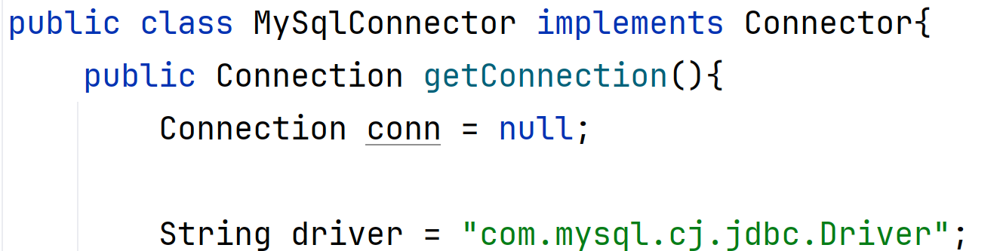 public class MySqlConnector implements Connector{
public Connection getConnection(){
Connection conn = null;
String driver = "com.mysql.cj.jdbc.Driver";